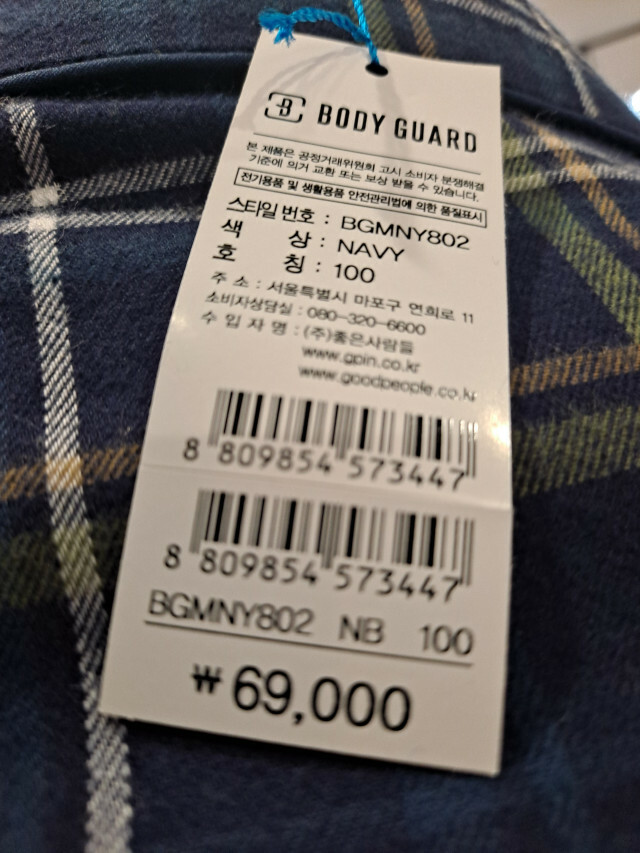 B BODY GUARD
본 제품은 공정거래위원회 고시 소비자 분쟁해결
기준에 의거 교환 또는 보상 받을 수 있습니다.
전기용품 및 생활용품 안전관리법에 의한 품질표시
스타일 번호 : BGMNY802
색 상 : NAVY
호 칭 : 100
주 소 : 서울특별시 마포구 연희로 11
소비자상담실 : 080-320-6600
수 입 자 명 : (주)좋은사람들
www.gpin.co.kr
www.goodpeople.co.kr
8 809854 573447
8 809854 573447
BGMNY802 NB 100
₩69,000